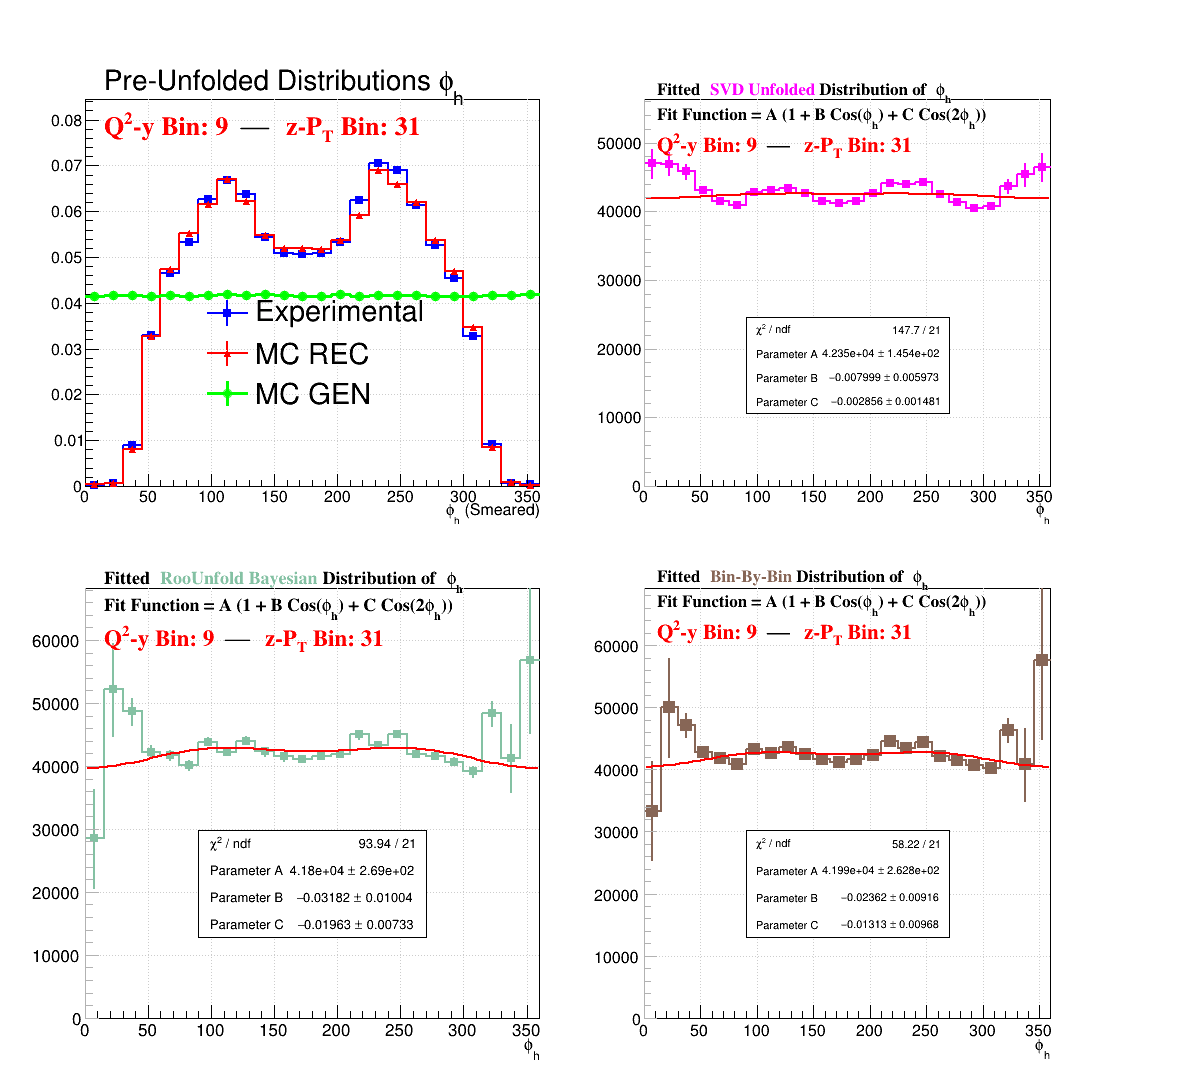 Pre-Unfolded Distributions ϕh
Q²-y Bin: 9 — z-PT Bin: 31
0.08
0.07
0.06
0.05
0.04
0.03
0.02
0.01
0
Experimental
MC REC
MC GEN
0 50 100 150 200 250 300 350
ϕh (Smeared)
Fitted SVD Unfolded Distribution of ϕh
Fit Function = A (1 + B Cos(ϕh) + C Cos(2ϕh))
Q²-y Bin: 9 — z-PT Bin: 31
50000
40000
30000
20000
10000
0
χ² / ndf 147.7 / 21
Parameter A 4.235e+04 ± 1.454e+02
Parameter B −0.007999 ± 0.005973
Parameter C −0.002856 ± 0.001481
0 50 100 150 200 250 300 350
ϕh
Fitted RooUnfold Bayesian Distribution of ϕh
Fit Function = A (1 + B Cos(ϕh) + C Cos(2ϕh))
Q²-y Bin: 9 — z-PT Bin: 31
60000
50000
40000
30000
20000
10000
0
χ² / ndf 93.94 / 21
Parameter A 4.18e+04 ± 2.69e+02
Parameter B −0.03182 ± 0.01004
Parameter C −0.01963 ± 0.00733
0 50 100 150 200 250 300 350
ϕh
Fitted Bin-By-Bin Distribution of ϕh
Fit Function = A (1 + B Cos(ϕh) + C Cos(2ϕh))
Q²-y Bin: 9 — z-PT Bin: 31
60000
50000
40000
30000
20000
10000
0
χ² / ndf 58.22 / 21
Parameter A 4.199e+04 ± 2.628e+02
Parameter B −0.02362 ± 0.00916
Parameter C −0.01313 ± 0.00968
0 50 100 150 200 250 300 350
ϕh